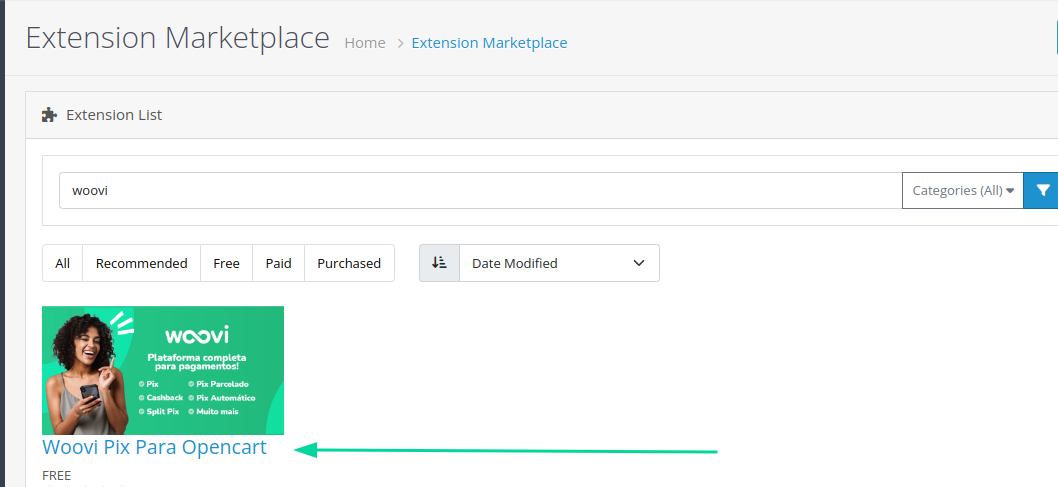 Extension Marketplace Home > Extension Marketplace
Extension List
woovi Categories (All)
All Recommended Free Paid Purchased Date Modified
woovi
Plataforma completa
para pagamentos!
Pix Pix Parcelado
Cashback Pix Automático
Split Pix Muito mais
Woovi Pix Para Opencart
FREE